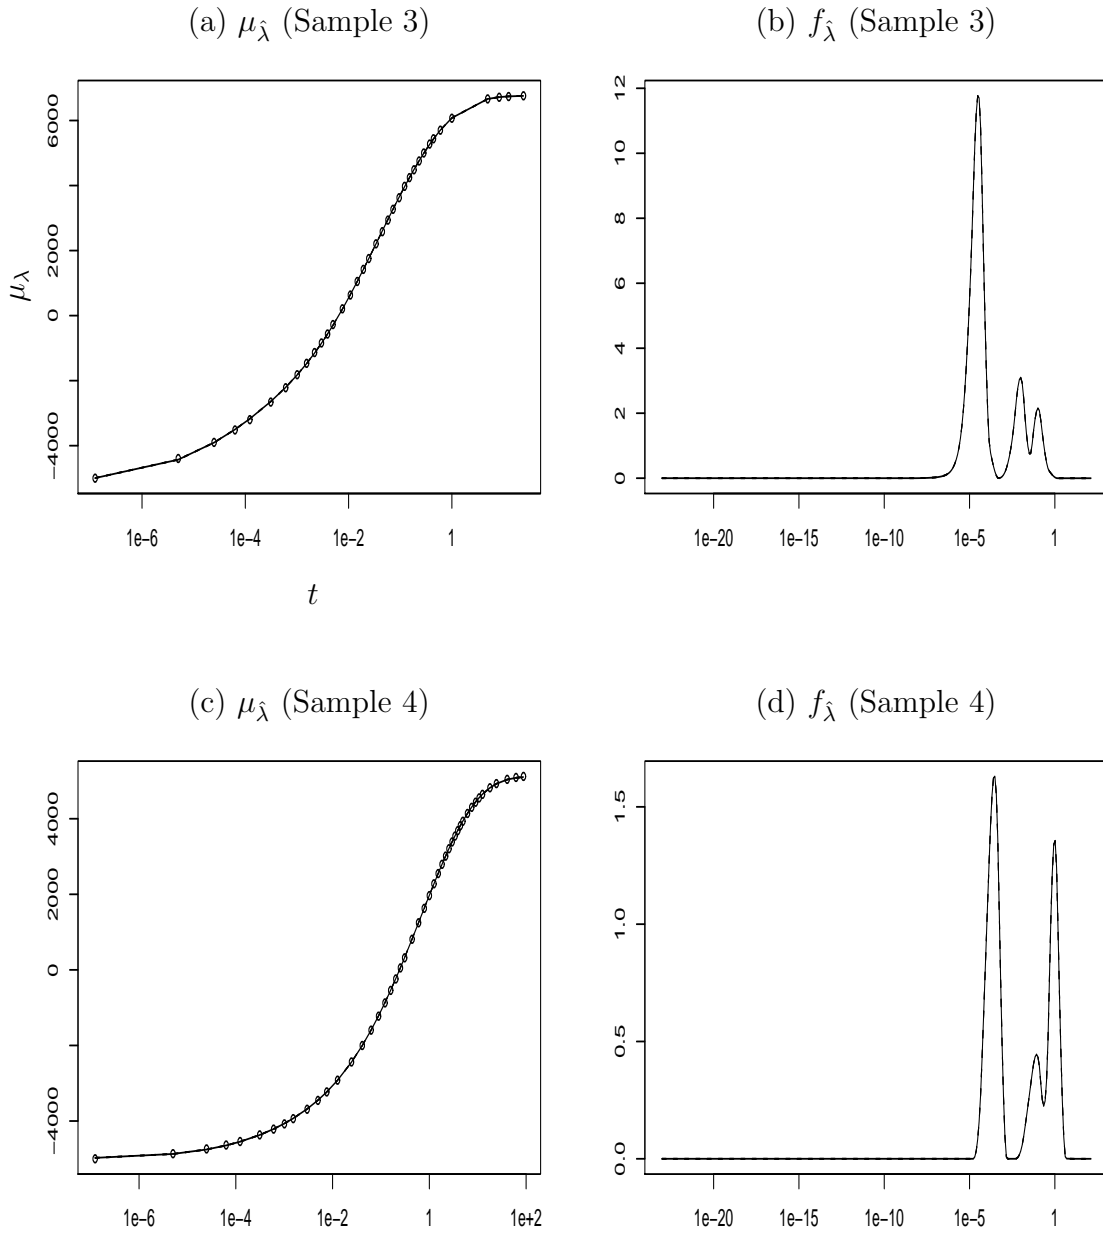 (a) μ_λ̂ (Sample 3)
(b) f_λ̂ (Sample 3)
6000
2000
0
−4000
μ_λ
1e−6 1e−4 1e−2 1
t
12
10
8
6
4
2
0
1e−20 1e−15 1e−10 1e−5 1
(c) μ_λ̂ (Sample 4)
(d) f_λ̂ (Sample 4)
4000
2000
0
−4000
1e−6 1e−4 1e−2 1 1e+2
1.5
1.0
0.5
0.0
1e−20 1e−15 1e−10 1e−5 1